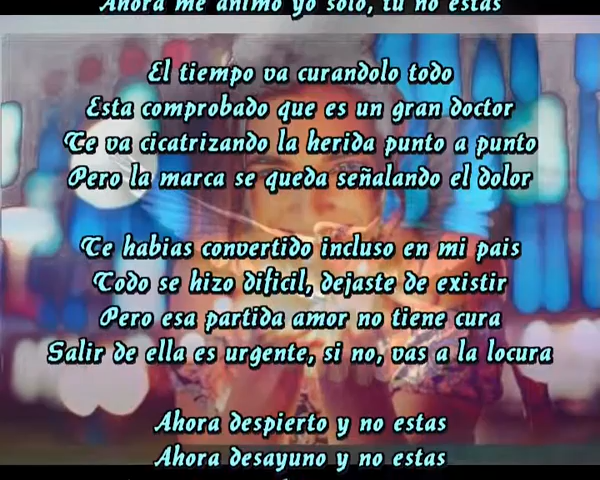 Ahora me animo yo solo, tu no estas
El tiempo va curandolo todo
Esta comprobado que es un gran doctor
Te va cicatrizando la herida punto a punto
Pero la marca se queda señalando el dolor
Te habias convertido incluso en mi pais
Todo se hizo dificil, dejaste de existir
Pero esa partida amor no tiene cura
Salir de ella es urgente, si no, vas a la locura
Ahora despierto y no estas
Ahora desayuno y no estas